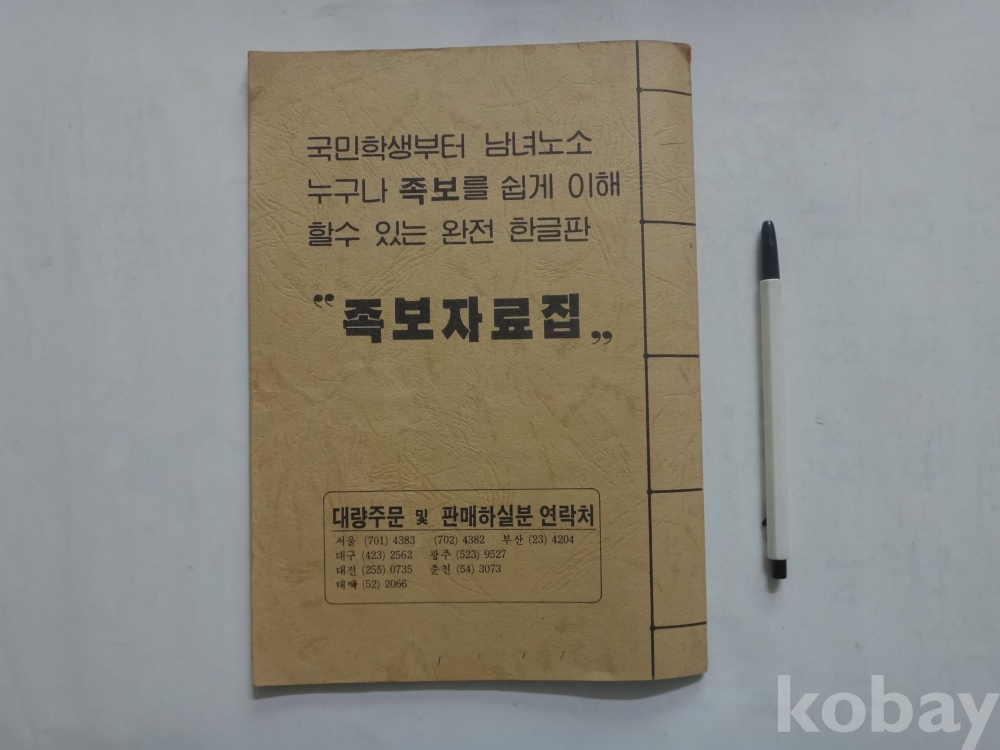 국민학생부터 남녀노소
누구나 족보를 쉽게 이해
할수 있는 완전 한글판
“족보자료집”
대량주문 및 판매하실분 연락처
서울 (701) 4383 (702) 4382 부산 (23) 4204
대구 (423) 2562 광주 (523) 9527
대전 (255) 0735 춘천 (54) 3073
태백 (52) 2066
kobay